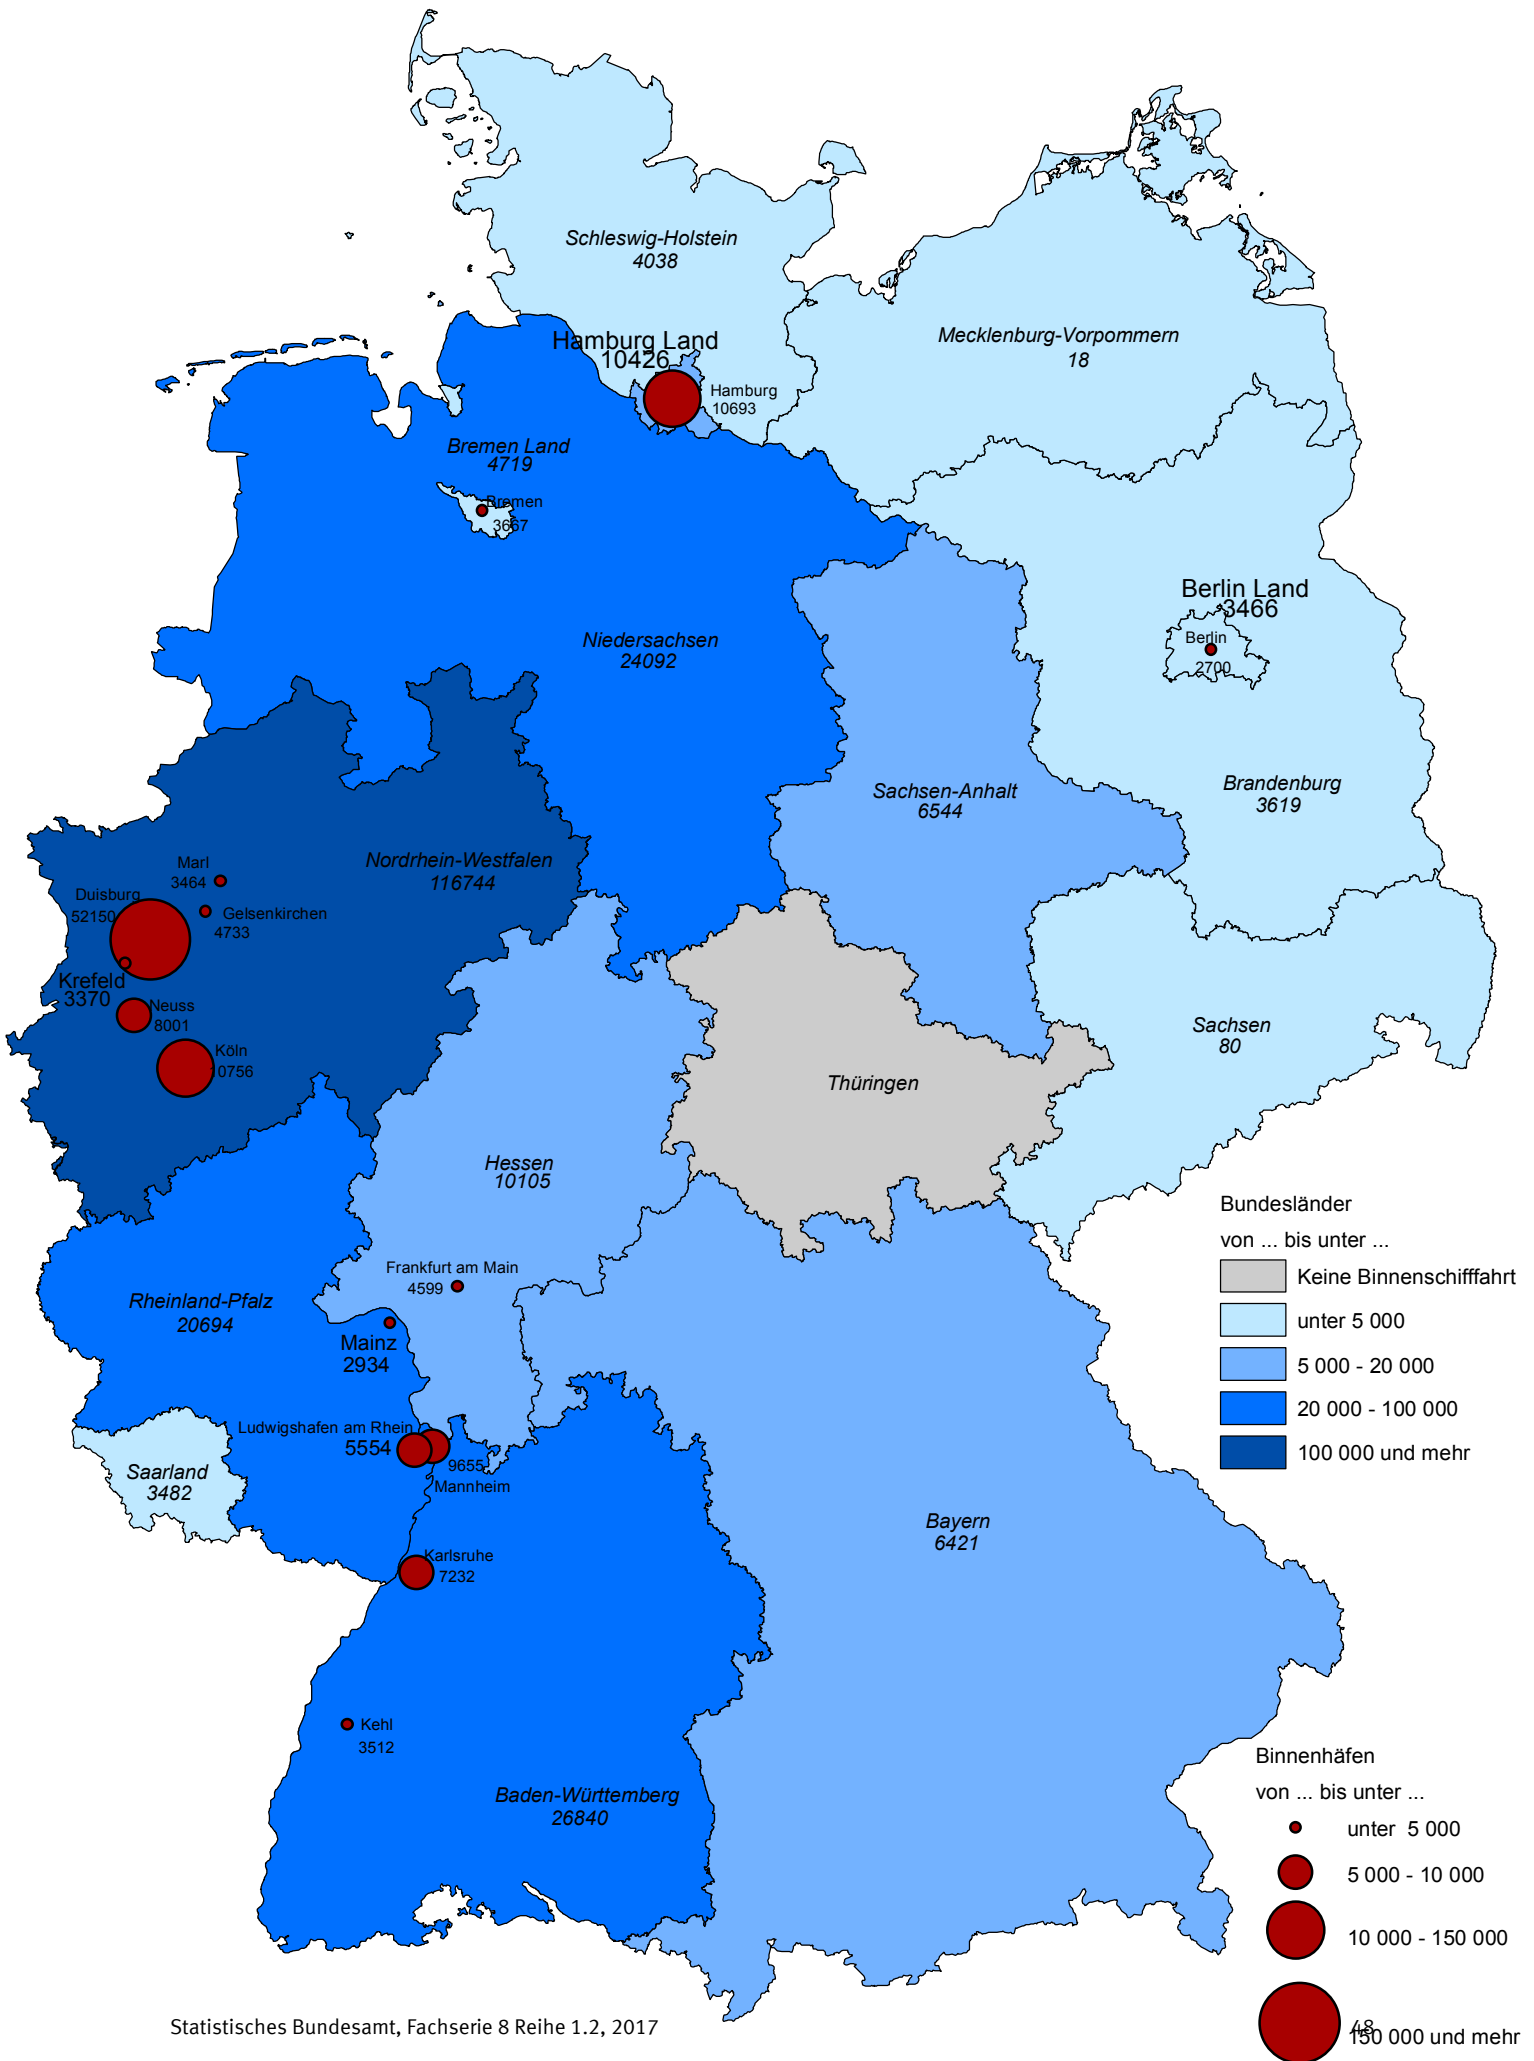 Schleswig-Holstein
4038
Hamburg Land
10426
Mecklenburg-Vorpommern
18
Hamburg
10693
Bremen Land
4719
Bremen
3667
Berlin Land
3466
Berlin
2700
Niedersachsen
24092
Sachsen-Anhalt
6544
Brandenburg
3619
Nordrhein-Westfalen
116744
Marl
3464
Duisburg
52150
Gelsenkirchen
4733
Krefeld
3370
Neuss
8001
Köln
10756
Sachsen
80
Thüringen
Hessen
10105
Frankfurt am Main
4599
Rheinland-Pfalz
20694
Mainz
2934
Ludwigshafen am Rhein
5554
9655
Mannheim
Saarland
3482
Karlsruhe
7232
Bayern
6421
Kehl
3512
Baden-Württemberg
26840
Bundesländer
von ... bis unter ...
Keine Binnenschifffahrt
unter 5 000
5 000 - 20 000
20 000 - 100 000
100 000 und mehr
Binnenhäfen
von ... bis unter ...
unter 5 000
5 000 - 10 000
10 000 - 150 000
150 000 und mehr
48
Statistisches Bundesamt, Fachserie 8 Reihe 1.2, 2017